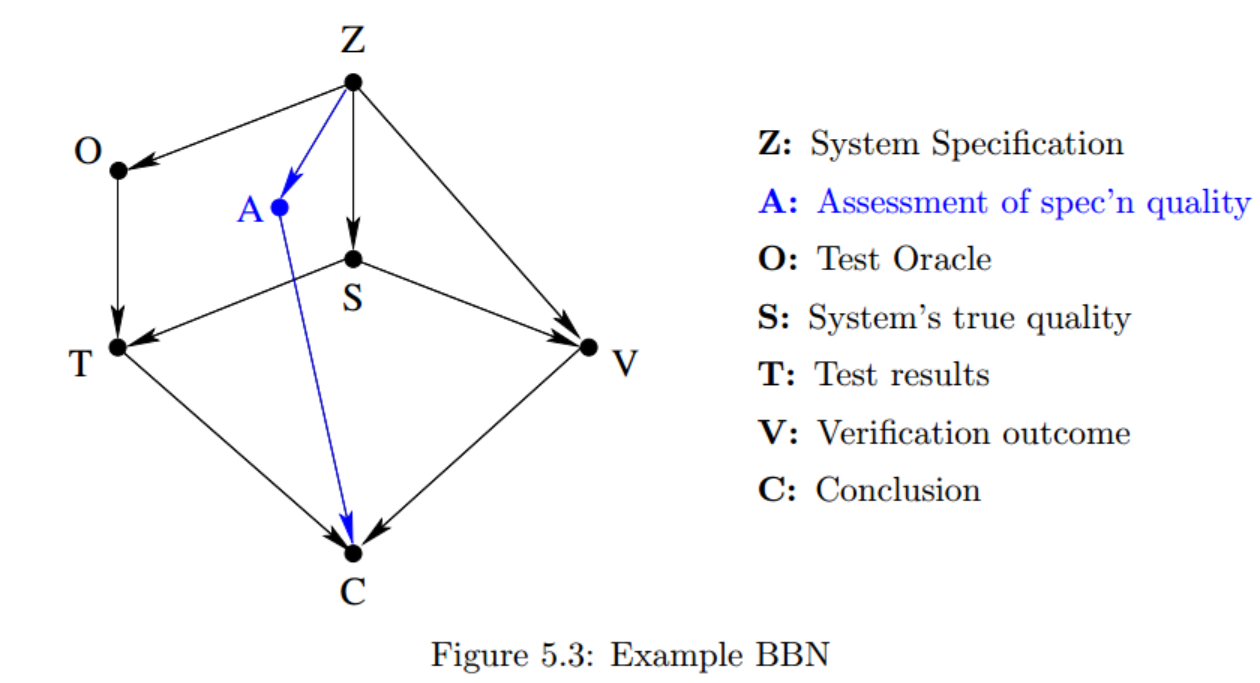 Z
O
A
S
T
V
C
Z: System Specification
A: Assessment of spec'n quality
O: Test Oracle
S: System's true quality
T: Test results
V: Verification outcome
C: Conclusion
Figure 5.3: Example BBN